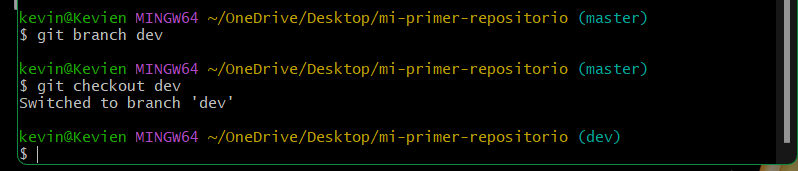 kevin@Kevien MINGW64 ~/OneDrive/Desktop/mi-primer-repositorio (master)
$ git branch dev
kevin@Kevien MINGW64 ~/OneDrive/Desktop/mi-primer-repositorio (master)
$ git checkout dev
Switched to branch 'dev'
kevin@Kevien MINGW64 ~/OneDrive/Desktop/mi-primer-repositorio (dev)
$